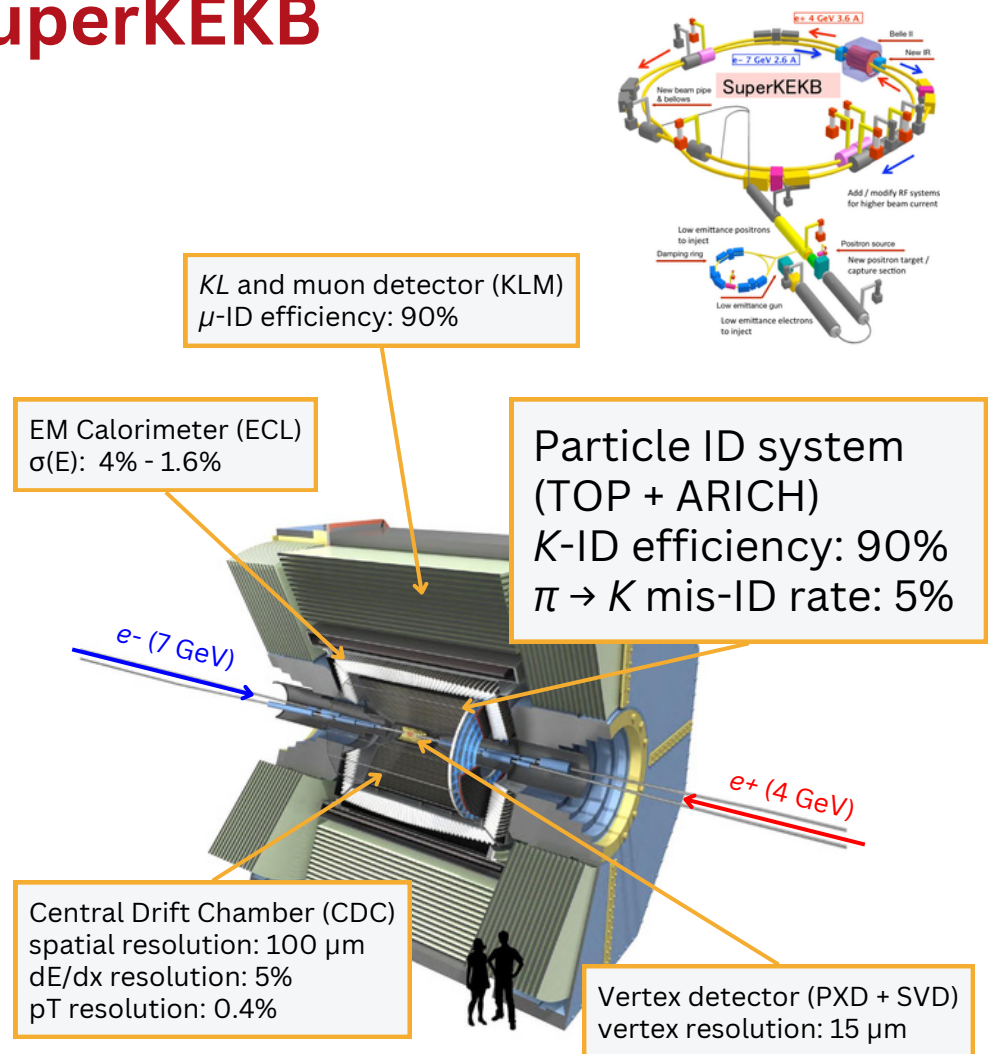 uperKEKB
e+ 4 GeV 3.6 A
Belle II
New IR
e- 7 GeV 2.6 A
SuperKEKB
New beam pipe
& bellows
Add / modify RF systems
for higher beam current
Low emittance positrons
to inject
Damping ring
Positron source
New positron target /
capture section
Low emittance gun
Low emittance electrons
to inject
KL and muon detector (KLM)
μ-ID efficiency: 90%
EM Calorimeter (ECL)
σ(E): 4% - 1.6%
Particle ID system
(TOP + ARICH)
K-ID efficiency: 90%
π → K mis-ID rate: 5%
e- (7 GeV)
e+ (4 GeV)
Central Drift Chamber (CDC)
spatial resolution: 100 μm
dE/dx resolution: 5%
pT resolution: 0.4%
Vertex detector (PXD + SVD)
vertex resolution: 15 μm